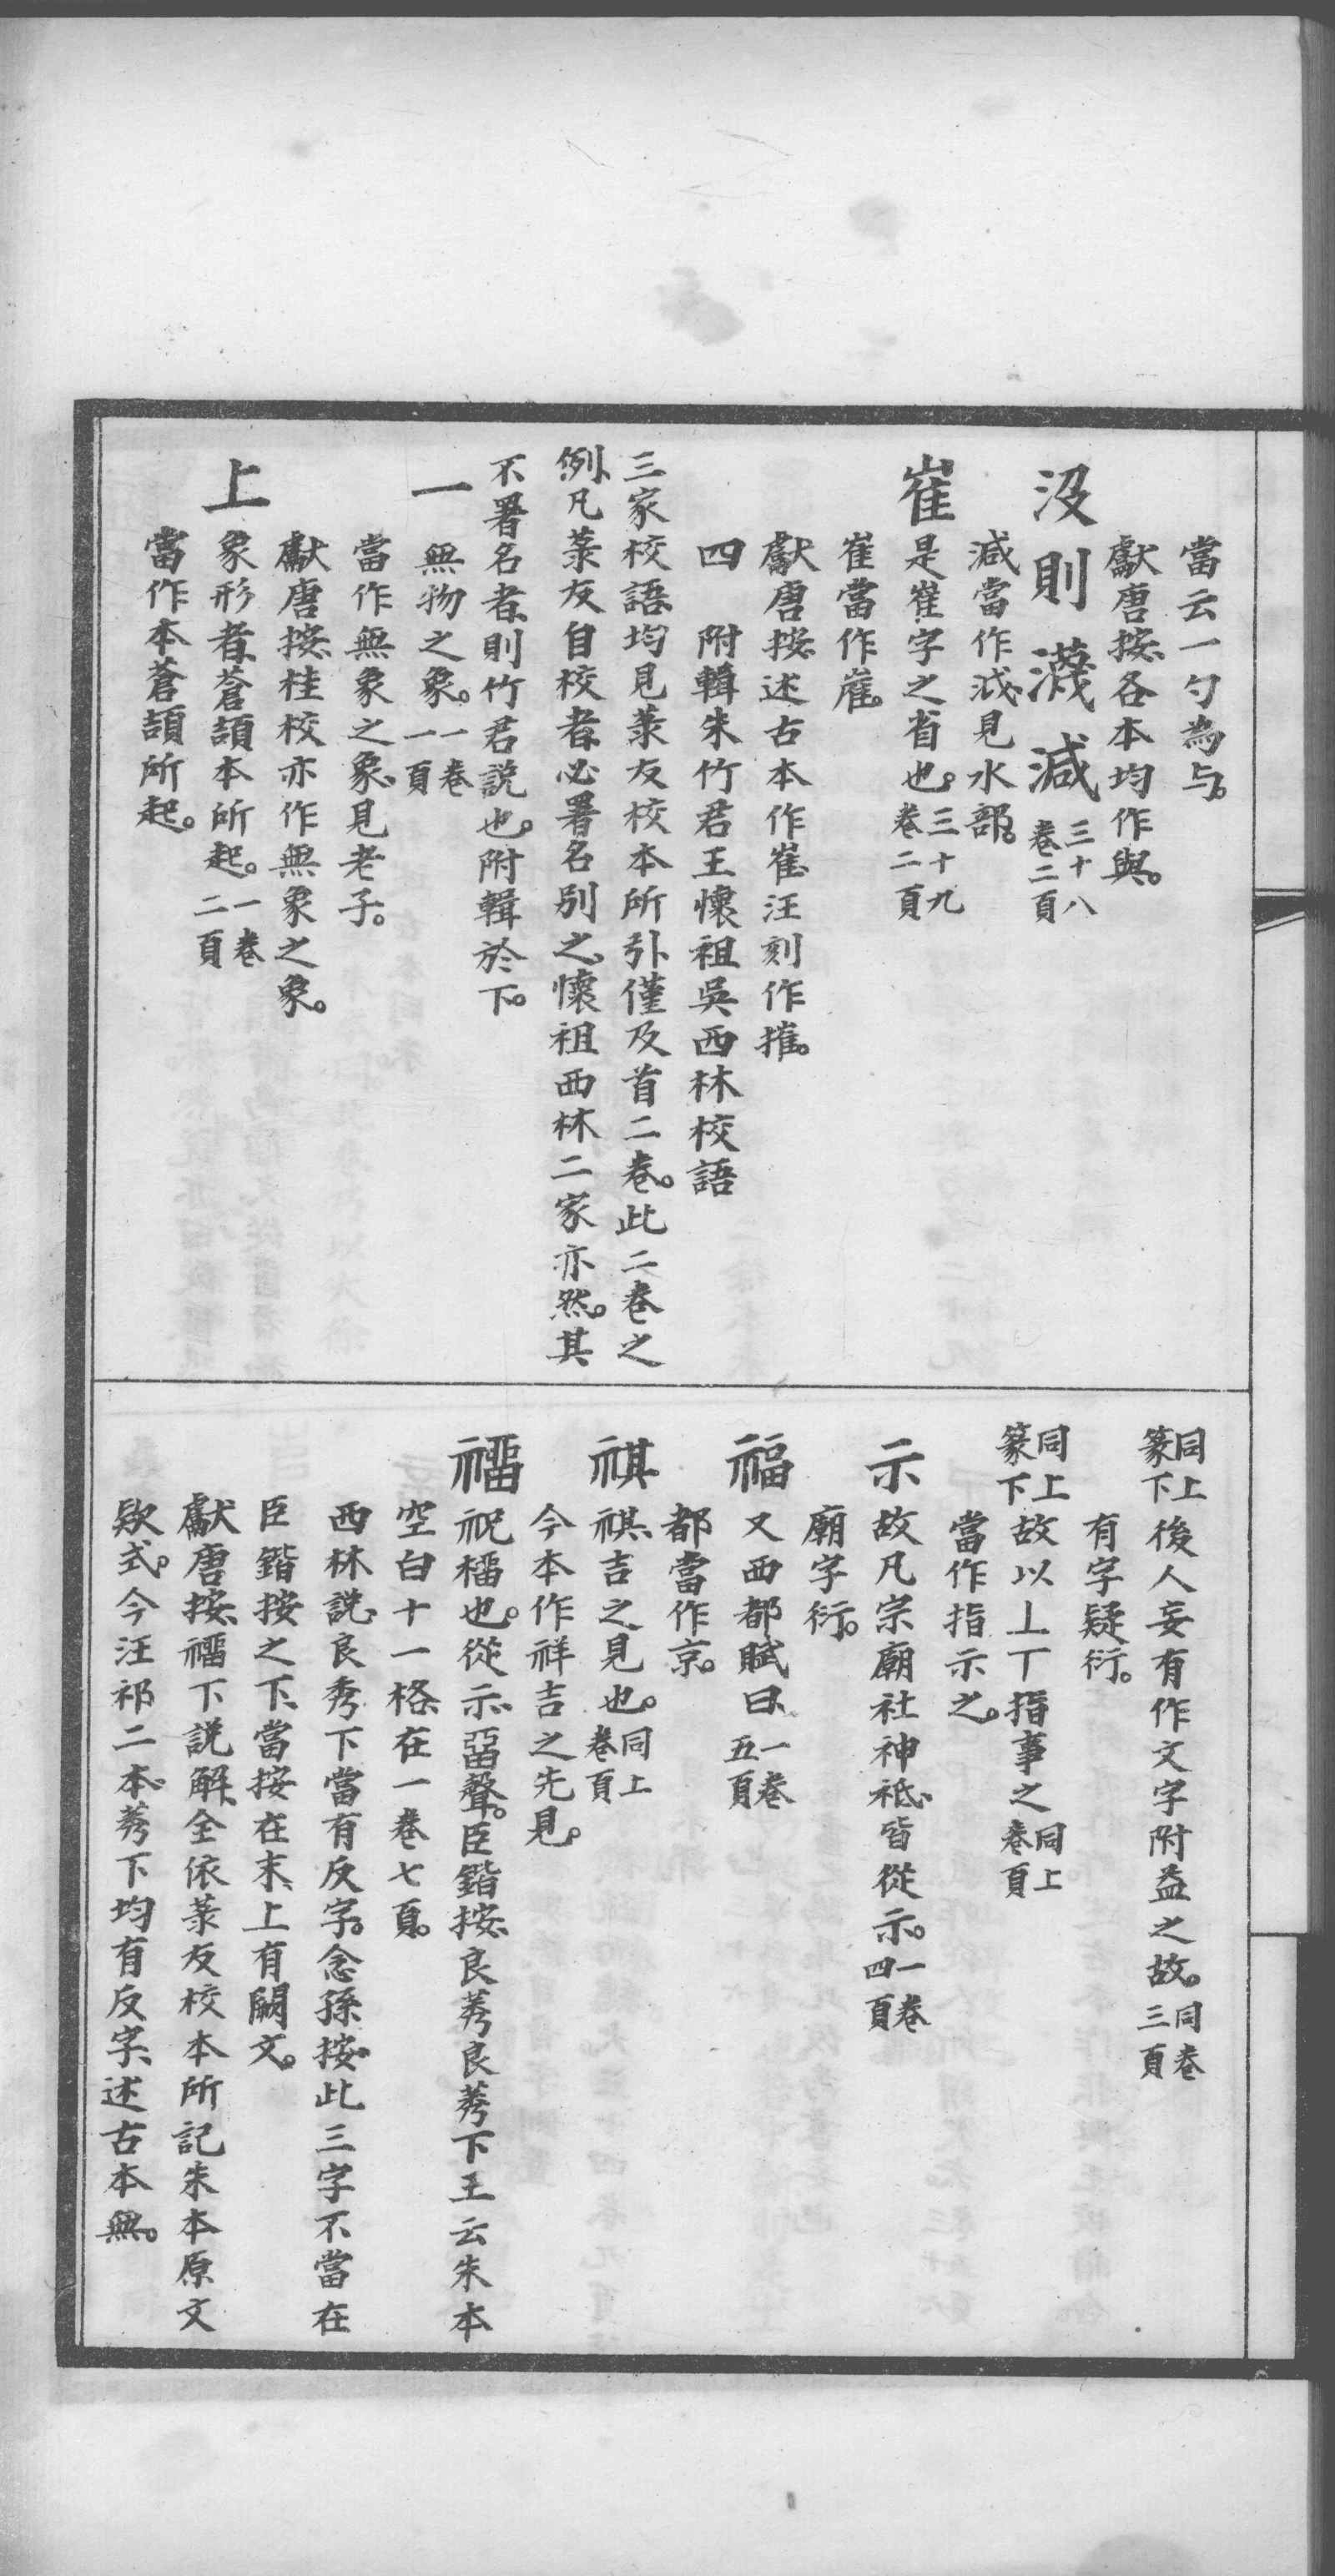 當云一勺為与。
獻唐按、各本均作與。
汲則濺減三十八卷二頁
減當作泧、見水部。
崔是寉字之省也。三十九卷二頁
崔當作嶉。
獻唐按、述古本作崔、汪刻作摧。
四　附輯朱竹君王懷祖吳西林校語
三家校語、均見菉友校本所引、僅及首二卷。此二卷之
例、凡菉友自校者、必署名別之、懷祖西林二家亦然。其
不署名者、則竹君說也。附輯於下。
一　無物之象。一卷一頁
當作無象之象、見老子。
獻唐按、桂校亦作無象之象。
上　象形者、蒼頡本所起。一卷二頁
當作本蒼頡所起。
同上篆下後人妄有作文字附益之故。同卷三頁
有字疑衍。
同上篆下故以丄丅指事之同上卷頁
當作指示之。
示　故凡宗廟社神祇、皆從示。一卷四頁
廟字衍。
福　又西都賦曰、一卷五頁
都當作京。
祺　祺、吉之見也。同上卷頁
今本作祥吉之先見。
䄠　祝䄠也。從示、畱聲。臣鍇按、良莠良莠下王云朱本
空白十一格、在一卷七頁。
西林說、良秀下當有反字。念孫按、此三字不當在
臣鍇按之下、當按在末、上有闕文。
獻唐按、䄠下說解、全依菉友校本所記朱本原文
欵式。今汪祁二本、莠下均有反字、述古本無。